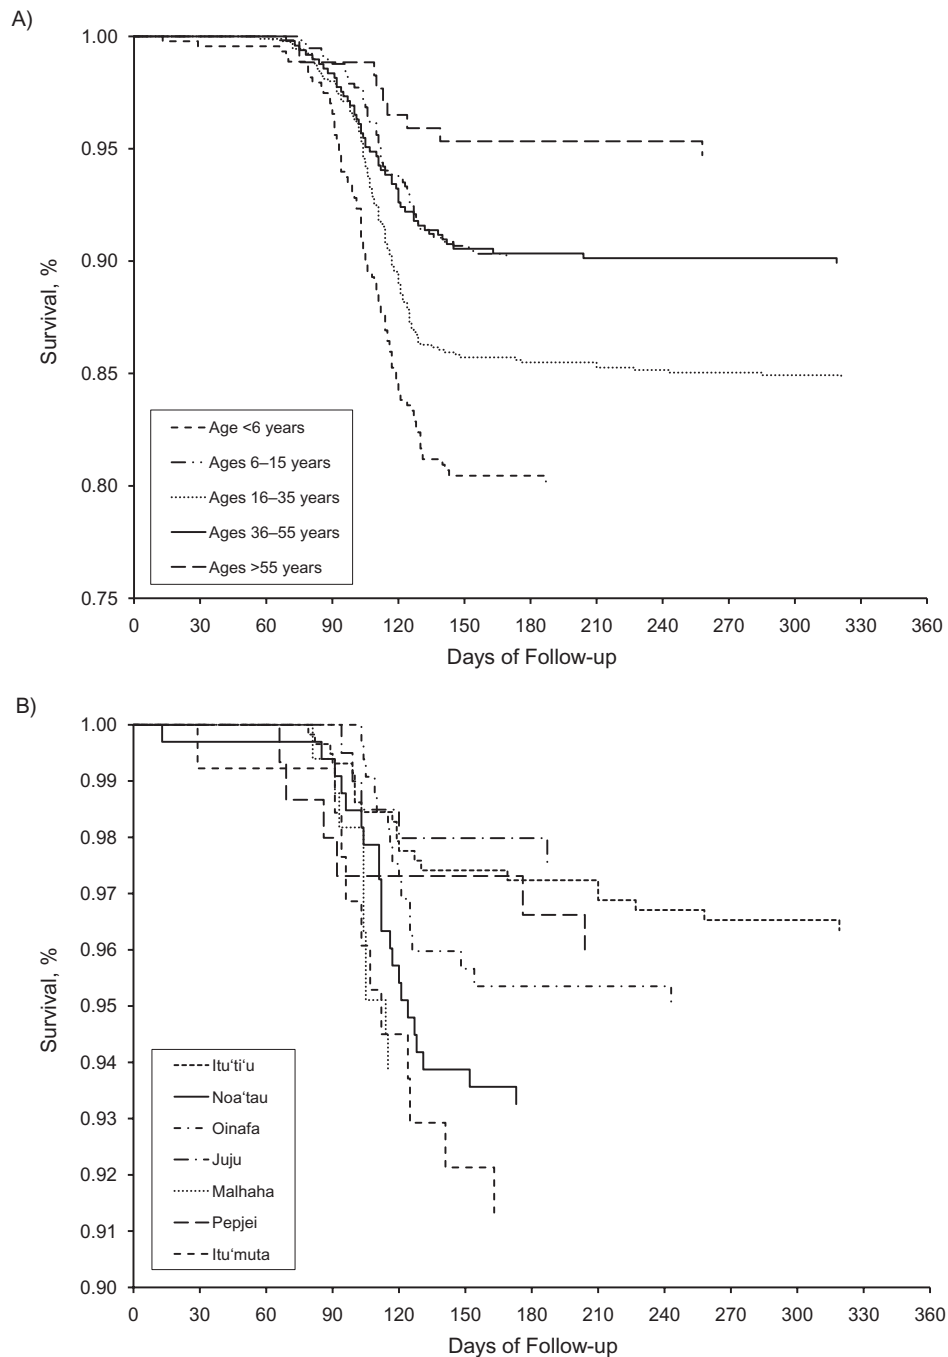 A)
1.00
0.95
0.90
0.85
0.80
0.75
Survival, %
Age <6 years
Ages 6–15 years
Ages 16–35 years
Ages 36–55 years
Ages >55 years
0 30 60 90 120 150 180 210 240 270 300 330 360
Days of Follow-up
B)
1.00
0.99
0.98
0.97
0.96
0.95
0.94
0.93
0.92
0.91
0.90
Survival, %
Itu‘ti‘u
Noa‘tau
Oinafa
Juju
Malhaha
Pepjei
Itu‘muta
0 30 60 90 120 150 180 210 240 270 300 330 360
Days of Follow-up